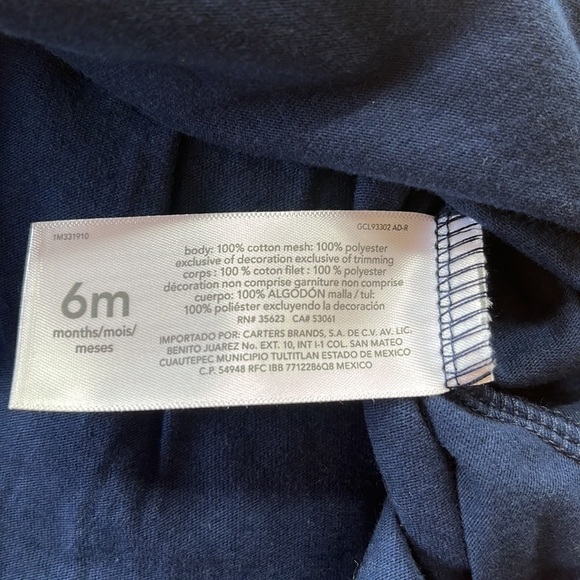 1M331910
GCL93302 AD-R
6m
months/mois/
meses
body: 100% cotton mesh: 100% polyester
exclusive of decoration exclusive of trimming
corps : 100 % coton filet : 100 % polyester
décoration non comprise garniture non comprise
cuerpo: 100% ALGODÓN malla / tul:
100% poliéster excluyendo la decoración
RN# 35623 CA# 53061
IMPORTADO POR: CARTERS BRANDS, S.A. DE C.V. AV. LIC.
BENITO JUAREZ No. EXT. 10, INT I-1 COL. SAN MATEO
CUAUTEPEC MUNICIPIO TULTITLAN ESTADO DE MEXICO
C.P. 54948 RFC IBB 7712286Q8 MEXICO